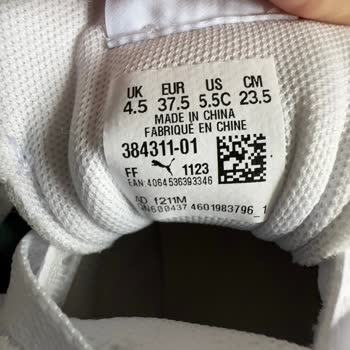 UK EUR US CM
4.5 37.5 5.5C 23.5
MADE IN CHINA
FABRIQUÉ EN CHINE
384311-01
FF 1123
EAN: 4064536393346
1211M
4601983796_1